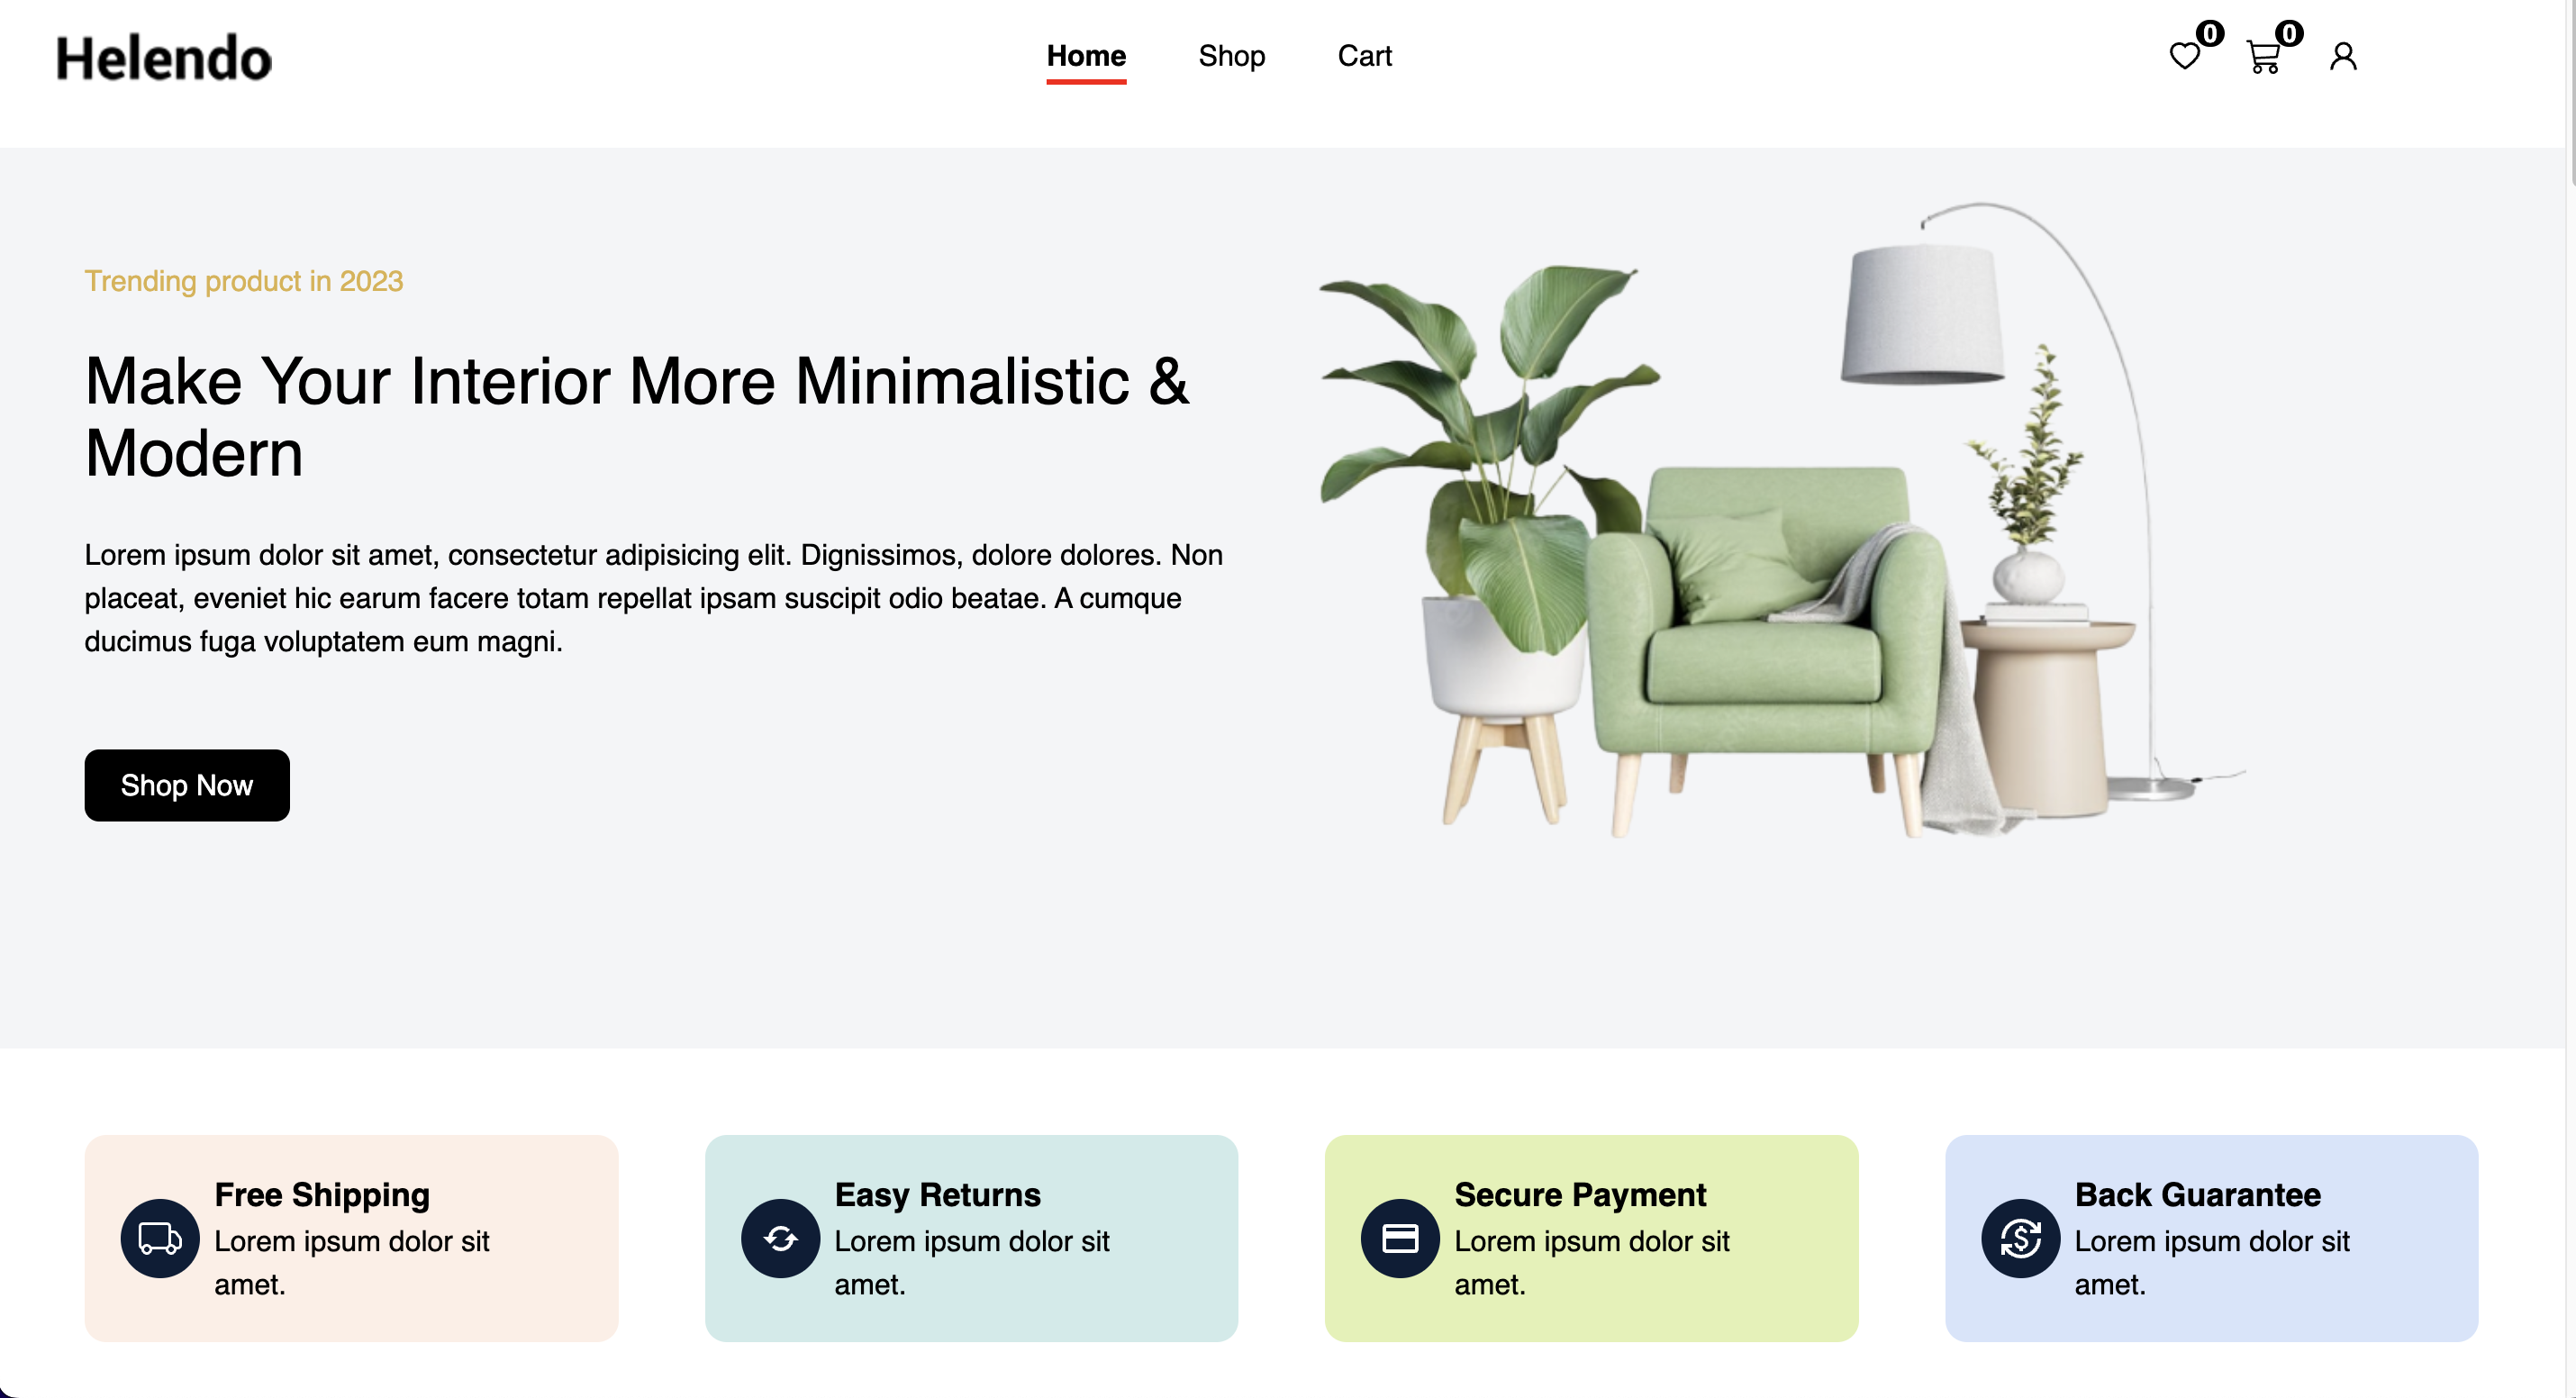 Helendo
Home
Shop
Cart
0
0
Trending product in 2023
Make Your Interior More Minimalistic &
Modern
Lorem ipsum dolor sit amet, consectetur adipisicing elit. Dignissimos, dolore dolores. Non
placeat, eveniet hic earum facere totam repellat ipsam suscipit odio beatae. A cumque
ducimus fuga voluptatem eum magni.
Shop Now
Free Shipping
Lorem ipsum dolor sit
amet.
Easy Returns
Lorem ipsum dolor sit
amet.
Secure Payment
Lorem ipsum dolor sit
amet.
Back Guarantee
Lorem ipsum dolor sit
amet.